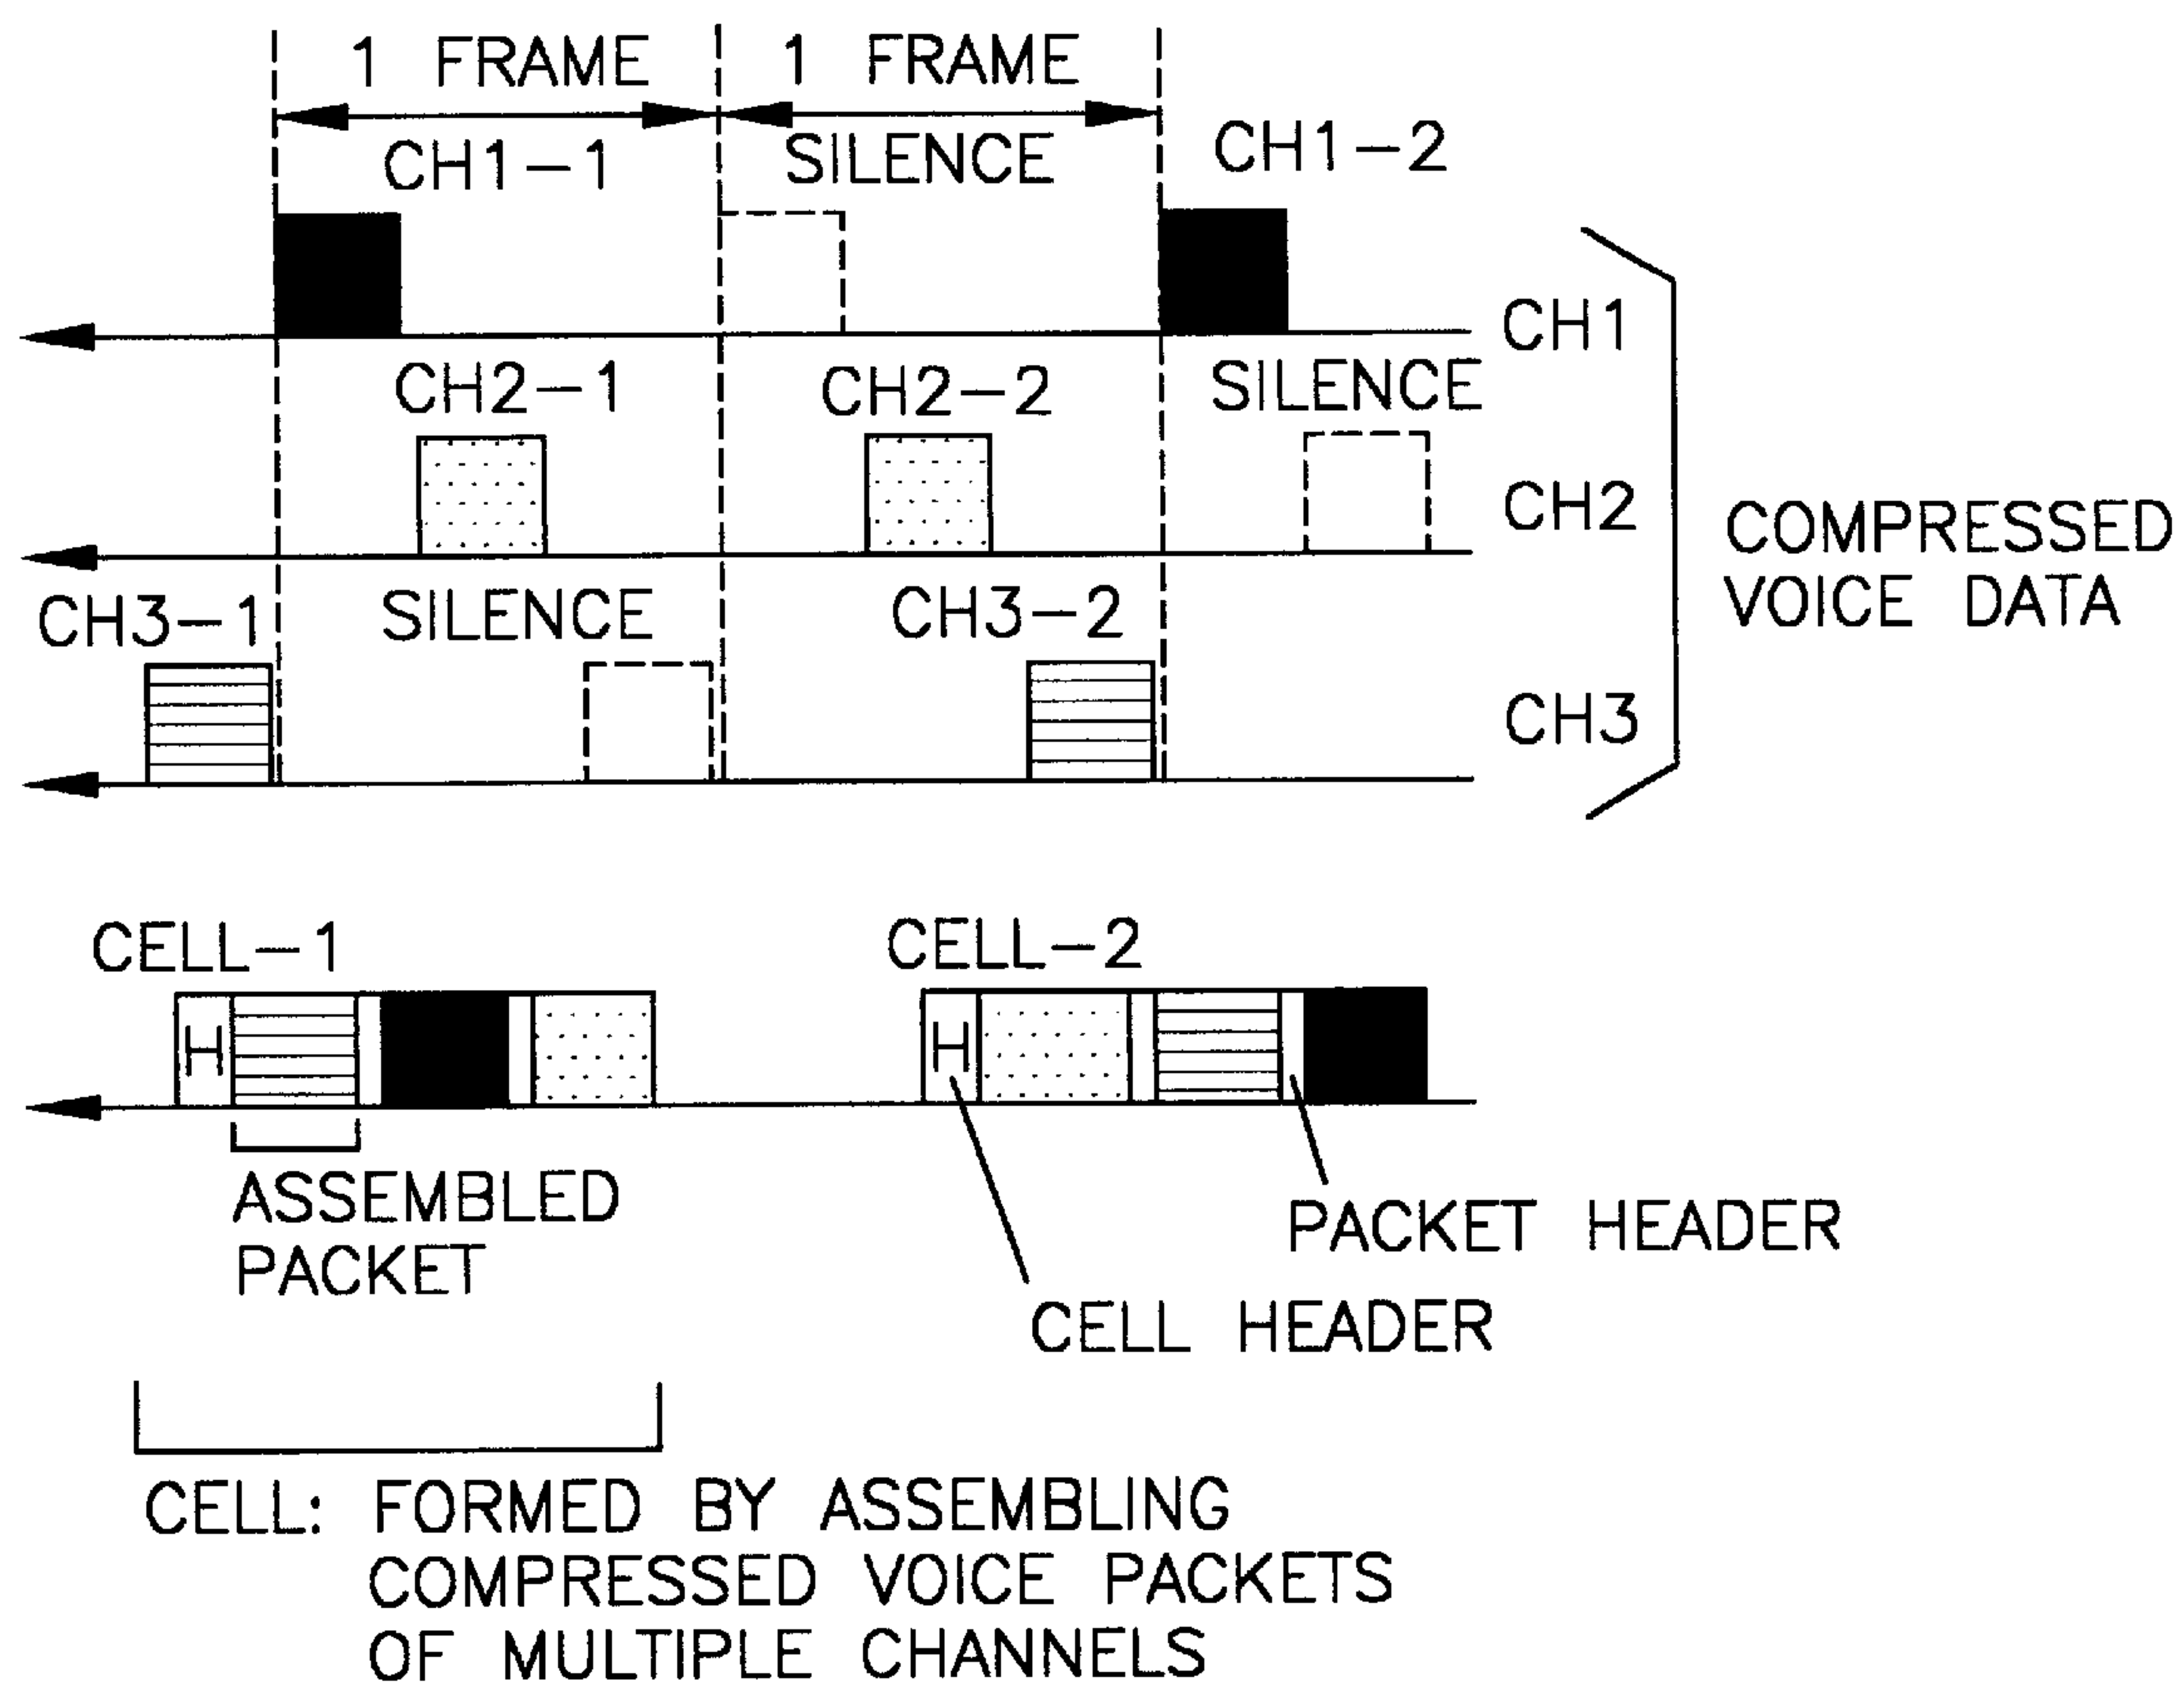 1 FRAME
1 FRAME
CH1-1
SILENCE
CH1-2
CH1
CH2-1
CH2-2
SILENCE
CH2
COMPRESSED
VOICE DATA
CH3-1
SILENCE
CH3-2
CH3
CELL-1
CELL-2
H
H
ASSEMBLED
PACKET
PACKET HEADER
CELL HEADER
CELL: FORMED BY ASSEMBLING
COMPRESSED VOICE PACKETS
OF MULTIPLE CHANNELS